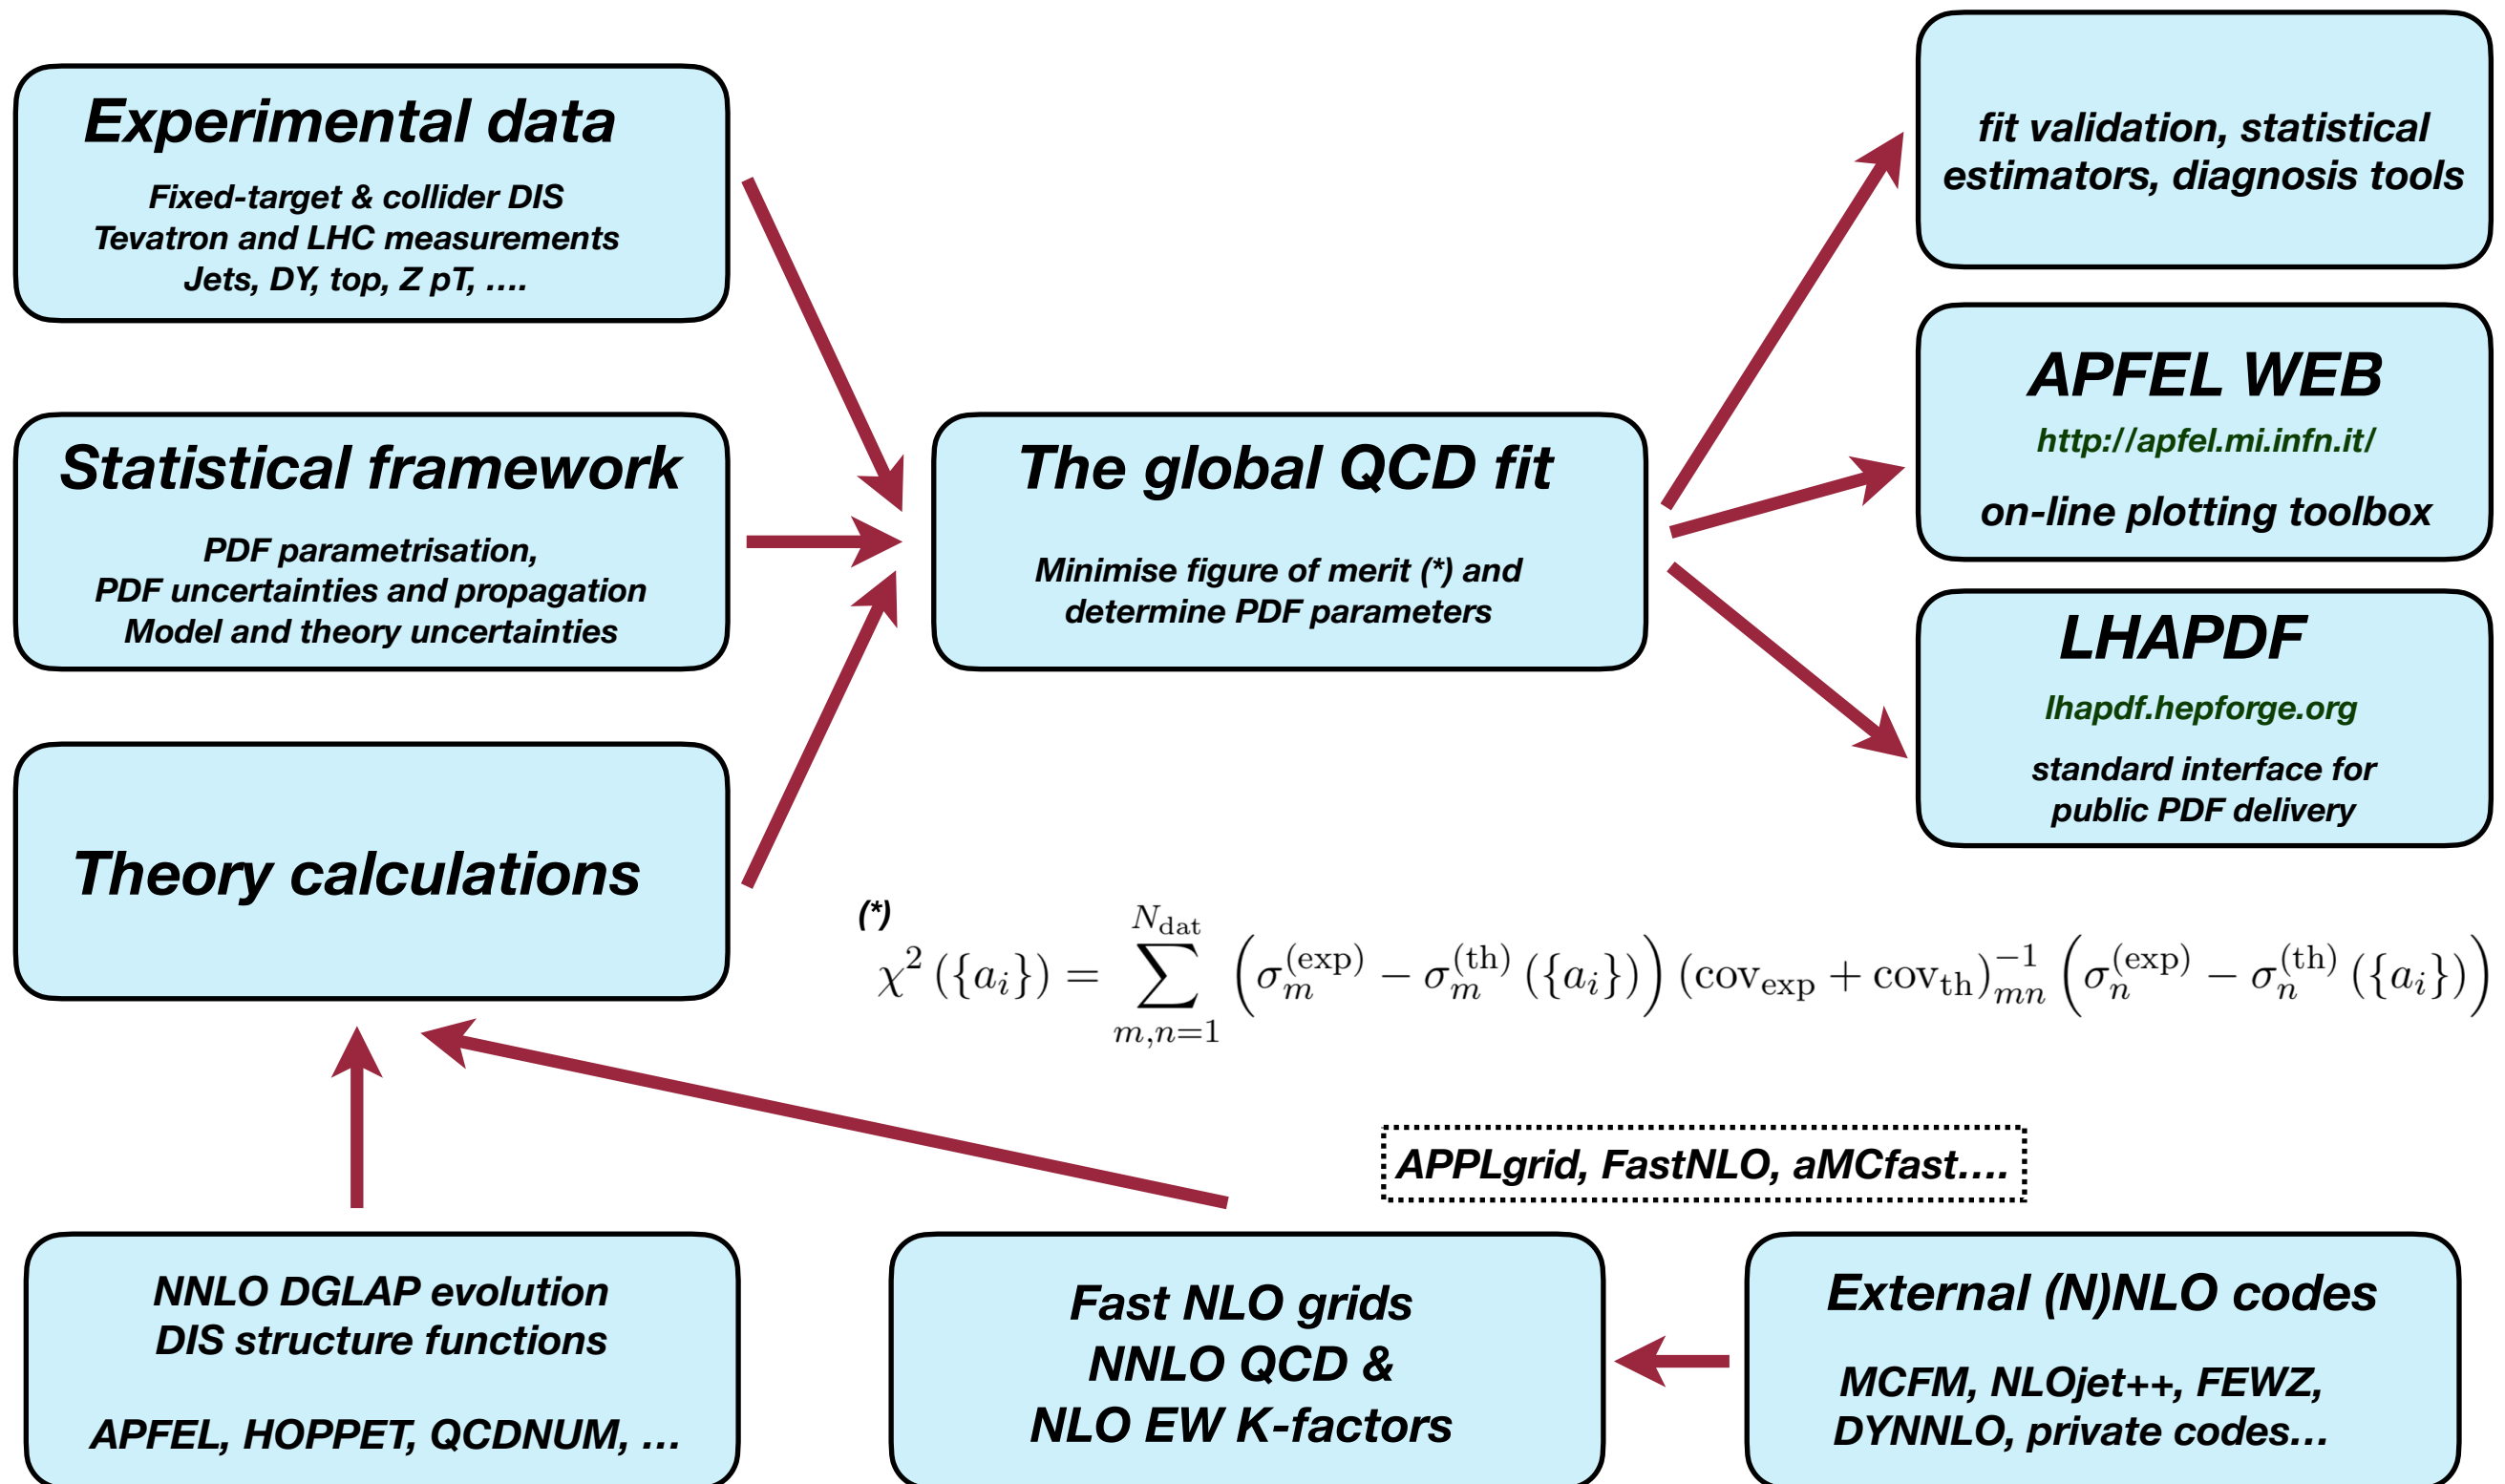 Experimental data
Fixed-target & collider DIS
Tevatron and LHC measurements
Jets, DY, top, Z pT, ....
Statistical framework
PDF parametrisation,
PDF uncertainties and propagation
Model and theory uncertainties
Theory calculations
The global QCD fit
Minimise figure of merit (*) and
determine PDF parameters
fit validation, statistical
estimators, diagnosis tools
APFEL WEB
http://apfel.mi.infn.it/
on-line plotting toolbox
LHAPDF
lhapdf.hepforge.org
standard interface for
public PDF delivery
(*)
χ² ({a_i}) = ∑_{m,n=1}^{N_dat} (σ_m^{(exp)} − σ_m^{(th)} ({a_i})) (cov_exp + cov_th)_{mn}^{−1} (σ_n^{(exp)} − σ_n^{(th)} ({a_i}))
APPLgrid, FastNLO, aMCfast....
NNLO DGLAP evolution
DIS structure functions
APFEL, HOPPET, QCDNUM, ...
Fast NLO grids
NNLO QCD &
NLO EW K-factors
External (N)NLO codes
MCFM, NLOjet++, FEWZ,
DYNNLO, private codes...